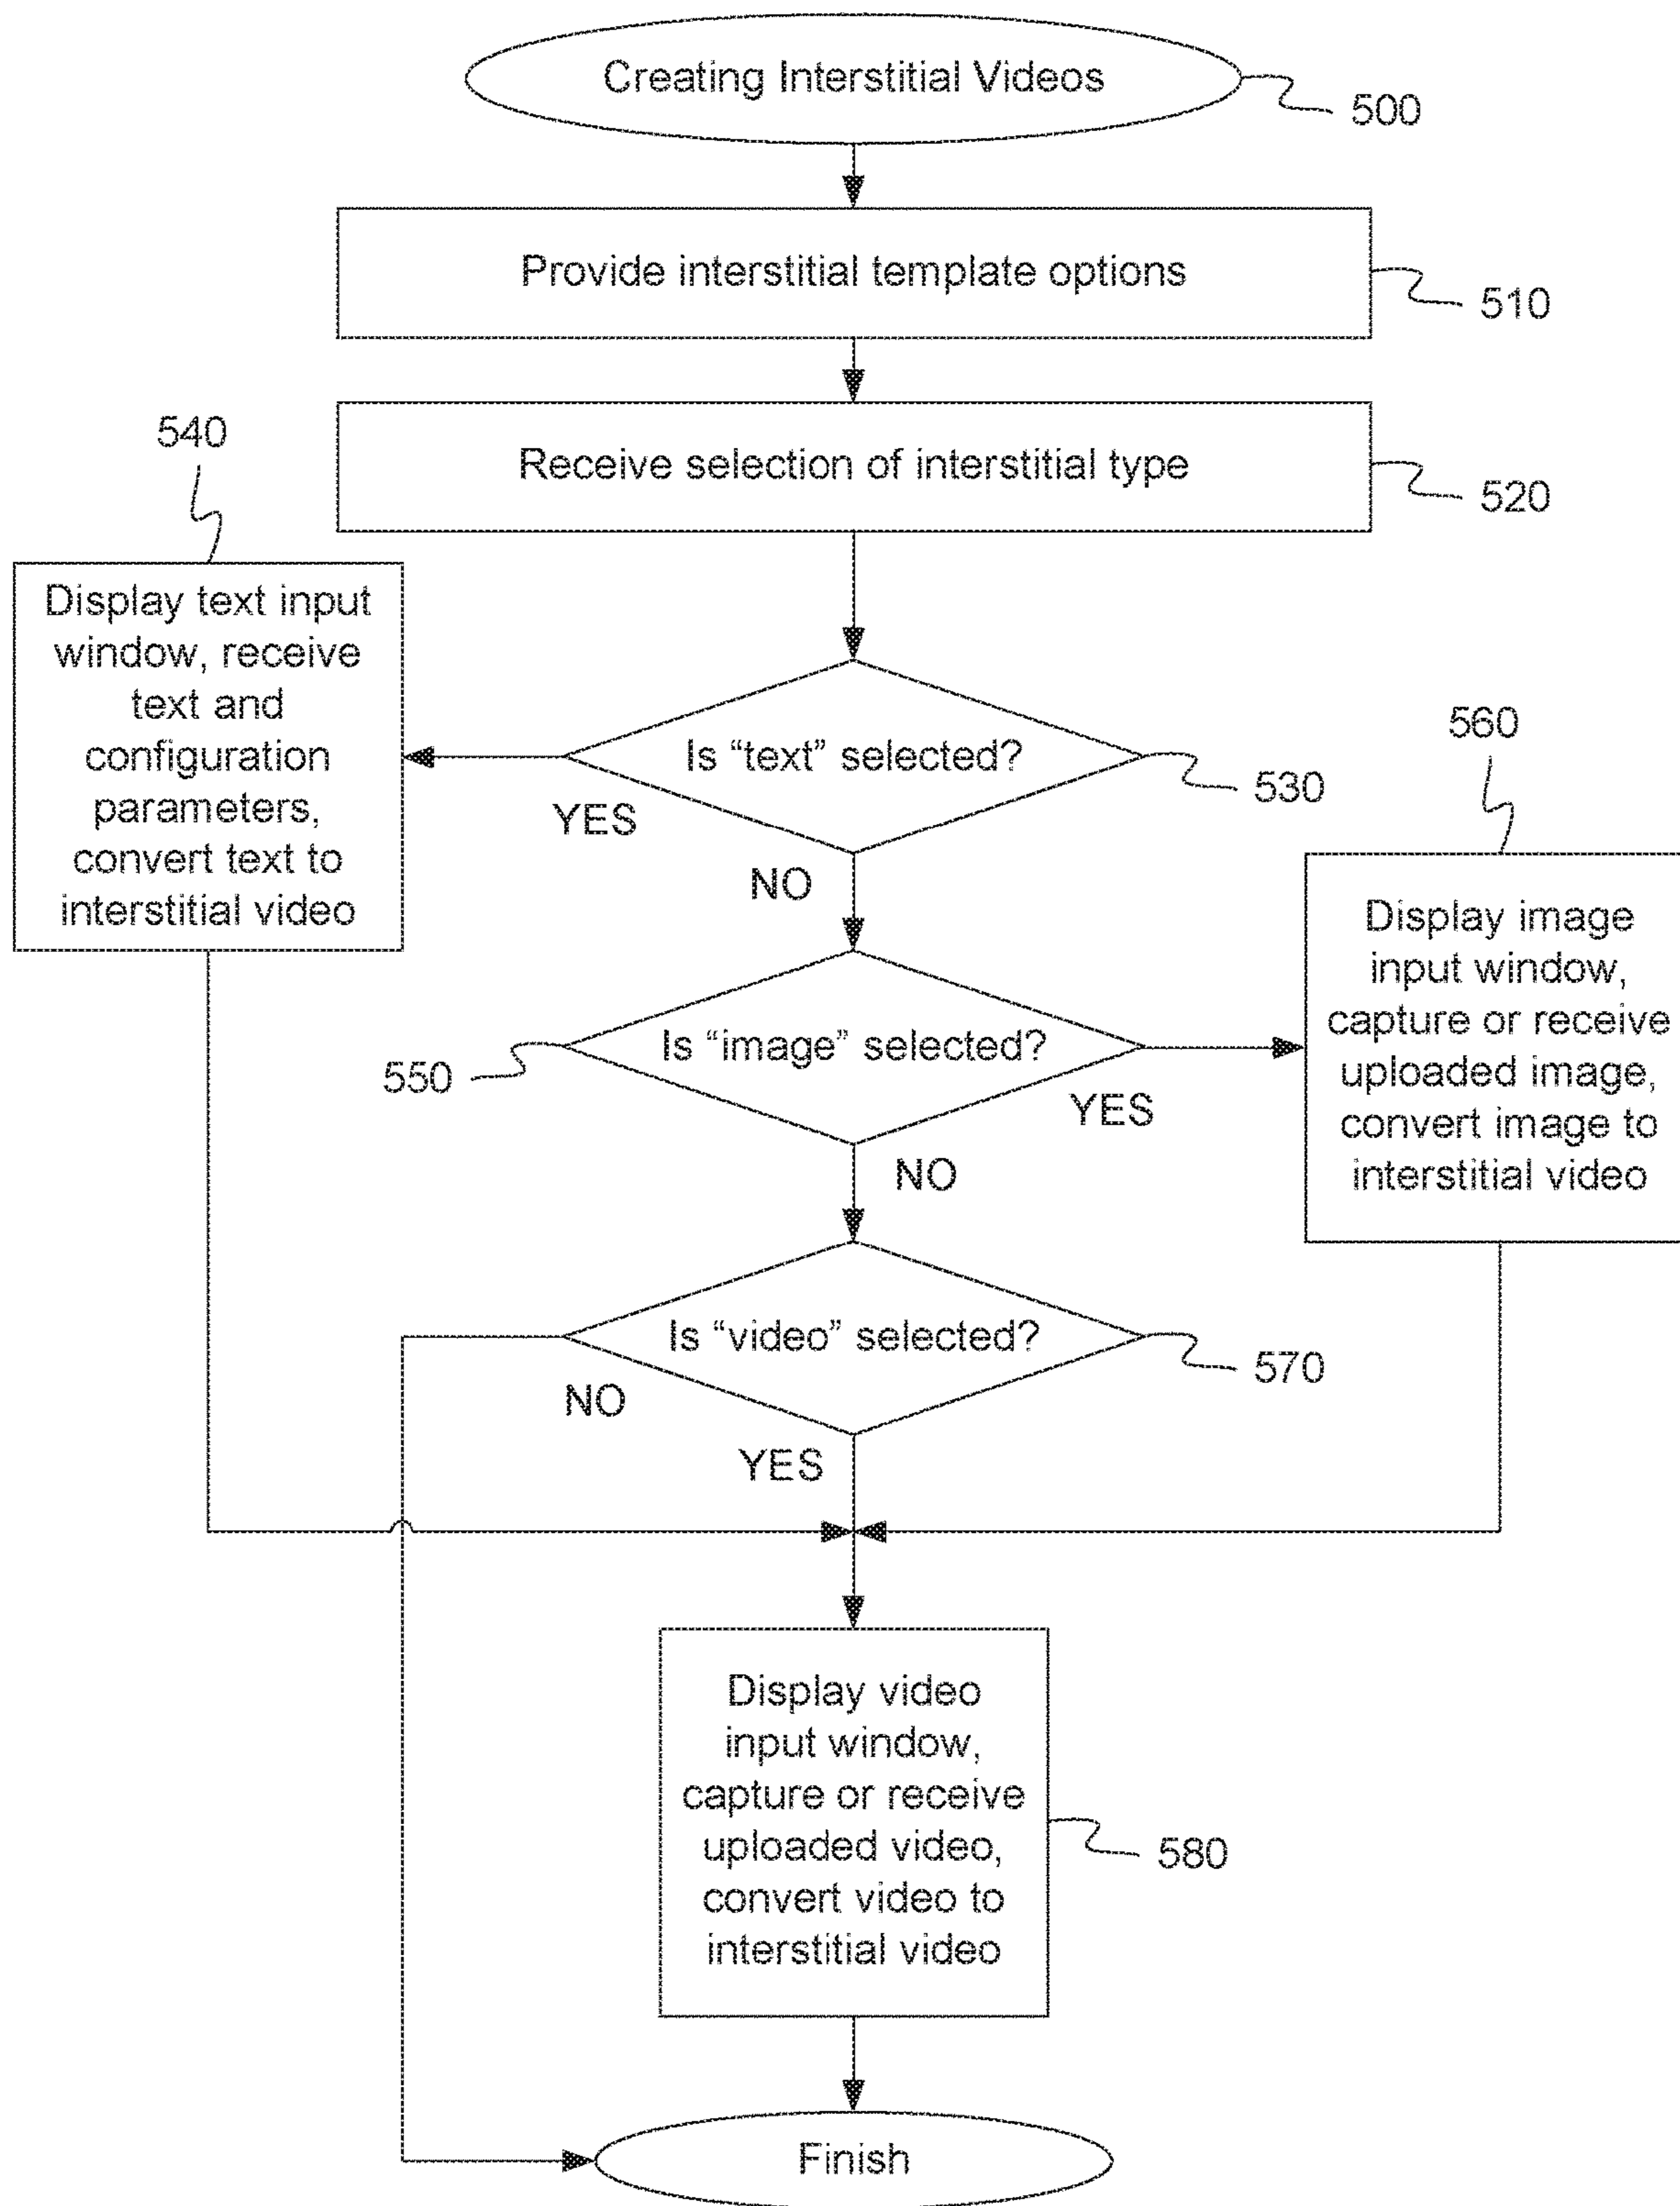 Creating Interstitial Videos
500
Provide interstitial template options
510
Receive selection of interstitial type
520
540
Display text input
window, receive
text and
configuration
parameters,
convert text to
interstitial video
Is “text” selected?
530
YES
NO
560
Display image
input window,
capture or receive
uploaded image,
convert image to
interstitial video
Is “image” selected?
550
YES
NO
Is “video” selected?
570
NO
YES
Display video
input window,
capture or receive
uploaded video,
convert video to
interstitial video
580
Finish